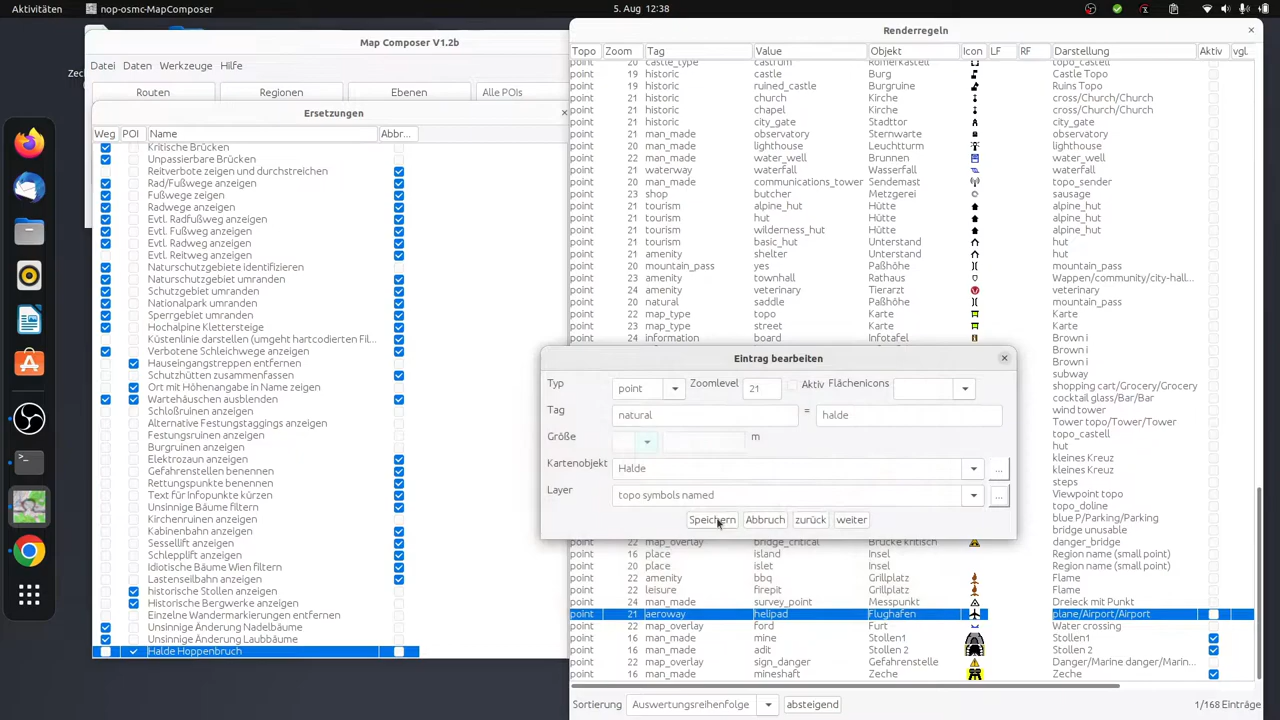 Aktivitäten nop-osmc-MapComposer 5. Aug 12:38
Map Composer V1.2b
Datei Daten Werkzeuge Hilfe
Routen Regionen Ebenen Alle POIs
Zec
Ersetzungen
Weg POI Name Abbr...
Kritische Brücken
Unpassierbare Brücken
Reitverbote zeigen und durchstreichen
Rad/Fußwege anzeigen
Fußwege zeigen
Radwege anzeigen
Evtl. Radfußweg anzeigen
Evtl. Fußweg anzeigen
Evtl. Radweg anzeigen
Evtl. Reitweg anzeigen
Naturschutzgebiete identifizieren
Naturschutzgebiet umranden
Schutzgebiet umranden
Nationalpark umranden
Sperrgebiet umranden
Hochalpine Klettersteige
Küstenlinie darstellen (umgeht hartcodierten Fil...
Verbotene Schleichwege anzeigen
Hauseingangstreppen entfernen
Schutzhütten zusammenfassen
Ort mit Höhenangabe in Name zeigen
Wartehäuschen ausblenden
Schloßruinen anzeigen
Alternative Festungstaggings anzeigen
Festungsruinen anzeigen
Burgruinen anzeigen
Elektrozaun anzeigen
Gefahrenstellen benennen
Rettungspunkte benennen
Text für Infopunkte kürzen
Unsinnige Bäume filtern
Kirchenruinen anzeigen
Kabinenbahn anzeigen
Sessellift anzeigen
Schlepplift anzeigen
Idiotische Bäume Wien filtern
Lastenseilbahn anzeigen
historische Stollen anzeigen
Historische Bergwerke anzeigen
Einzelne Wandermarkierungen entfernen
Unsinnige Änderung Nadelbäume
Unsinnige Änderung Laubbäume
Halde Hoppenbruch
Renderregeln
Topo Zoom Tag Value Objekt Icon LF RF Darstellung Aktiv vgl.
point 20 castle_type castrum Römerkastell topo_castell
point 19 historic castle Burg Castle Topo
point 19 historic ruined_castle Burgruine Ruins Topo
point 21 historic church Kirche cross/Church/Church
point 21 historic chapel Kirche cross/Church/Church
point 21 historic city_gate Stadttor city_gate
point 21 man_made observatory Sternwarte observatory
point 20 man_made lighthouse Leuchtturm lighthouse
point 22 man_made water_well Brunnen water_well
point 21 waterway waterfall Wasserfall waterfall
point 20 man_made communications_tower Sendemast topo_sender
point 23 shop butcher Metzgerei sausage
point 21 tourism alpine_hut Hütte alpine_hut
point 21 tourism hut Hütte alpine_hut
point 21 tourism wilderness_hut Hütte alpine_hut
point 21 tourism basic_hut Unterstand hut
point 21 amenity shelter Unterstand hut
point 20 mountain_pass yes Paßhöhe mountain_pass
point 23 amenity townhall Rathaus Wappen/community/city-hall...
point 24 amenity veterinary Tierarzt veterinary
point 20 natural saddle Paßhöhe mountain_pass
point 22 map_type topo Karte Karte
point 23 map_type street Karte Karte
point 24 information board Infotafel Brown i
Brown i
subway
shopping cart/Grocery/Grocery
cocktail glass/Bar/Bar
wind tower
Tower topo/Tower/Tower
topo_castell
hut
kleines Kreuz
kleines Kreuz
steps
Viewpoint topo
topo_doline
blue P/Parking/Parking
bridge unusable
point 22 map_overlay bridge_critical Brücke kritisch danger_bridge
point 16 place island Insel Region name (small point)
point 16 place islet Insel Region name (small point)
point 22 amenity bbq Grillplatz Flame
point 22 leisure firepit Grillplatz Flame
point 24 man_made survey_point Messpunkt Dreieck mit Punkt
point 21 aeroway helipad Flughafen plane/Airport/Airport
point 22 map_overlay ford Furt Water crossing
point 16 man_made mine Stollen1 Stollen1
point 16 man_made adit Stollen 2 Stollen 2
point 22 map_overlay sign_danger Gefahrenstelle Danger/Marine danger/Marin...
point 16 man_made mineshaft Zeche Zeche
Sortierung Auswertungsreihenfolge absteigend 1/168 Einträge
Eintrag bearbeiten
Typ point Zoomlevel 21 Aktiv Flächenicons
Tag natural = halde
Größe m
Kartenobjekt Halde ...
Layer topo symbols named ...
Speichern Abbruch zurück weiter